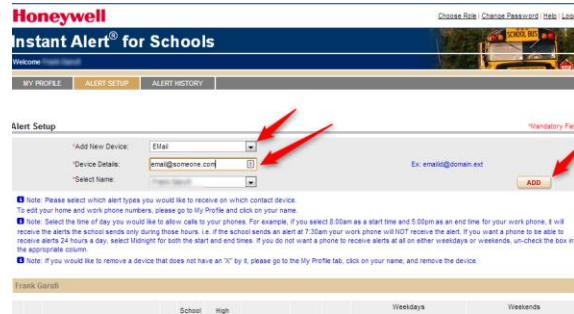 Honeywell
Choose Role | Change Password | Help |
Instant Alert® for Schools
SCHOOL BUS
Welcome
MY PROFILE ALERT SETUP ALERT HISTORY
Alert Setup
*Mandatory
*Add New Device: EMail
*Device Details: email@someone.com Ex: emailid@domain.ext
*Select Name: ADD
Note: Please select which alert types you would like to receive on which contact device.
To edit your home and work phone numbers, please go to My Profile and click on your name.
Note: Select the time of day you would like to allow calls to your phones. For example, if you select 8:00am as a start time and 5:00pm as an end time for your work phone, it will
receive the alerts the school sends only during those hours. i.e. if the school sends an alert at 7:30am your work phone will NOT receive the alert. If you want a phone to be able to
receive alerts 24 hours a day, select Midnight for both the start and end times. If you do not want a phone to receive alerts at all on either weekdays or weekends, un-check the box in
the appropriate column.
Note: If you would like to remove a device that does not have an "X" by it, please go to the My Profile tab, click on your name, and remove the device.
Frank
School High Weekdays Weekends